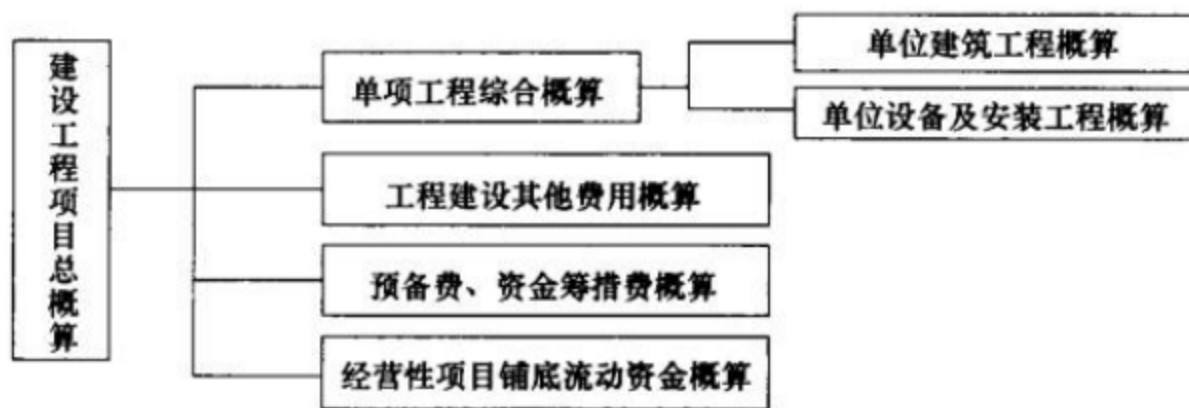 建设工程项目总概算
单项工程综合概算
单位建筑工程概算
单位设备及安装工程概算
工程建设其他费用概算
预备费、资金筹措费概算
经营性项目铺底流动资金概算